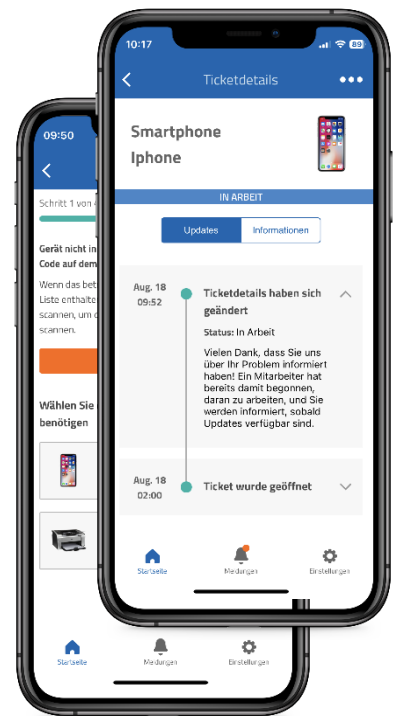 10:17
89
Ticketdetails
Smartphone
Iphone
IN ARBEIT
Updates
Informationen
Aug. 18
09:52
Ticketdetails haben sich
geändert
Status: In Arbeit
Vielen Dank, dass Sie uns
über Ihr Problem informiert
haben! Ein Mitarbeiter hat
bereits damit begonnen,
daran zu arbeiten, und Sie
werden informiert, sobald
Updates verfügbar sind.
Aug. 18
02:00
Ticket wurde geöffnet
Startseite
Meldungen
Einstellungen
09:50
Schritt 1 von
Gerät nicht in
Code auf dem
Wenn das bet
Liste enthalte
scannen, um d
scannen.
Wählen Sie
benötigen
Startseite
Meldungen
Einstellungen